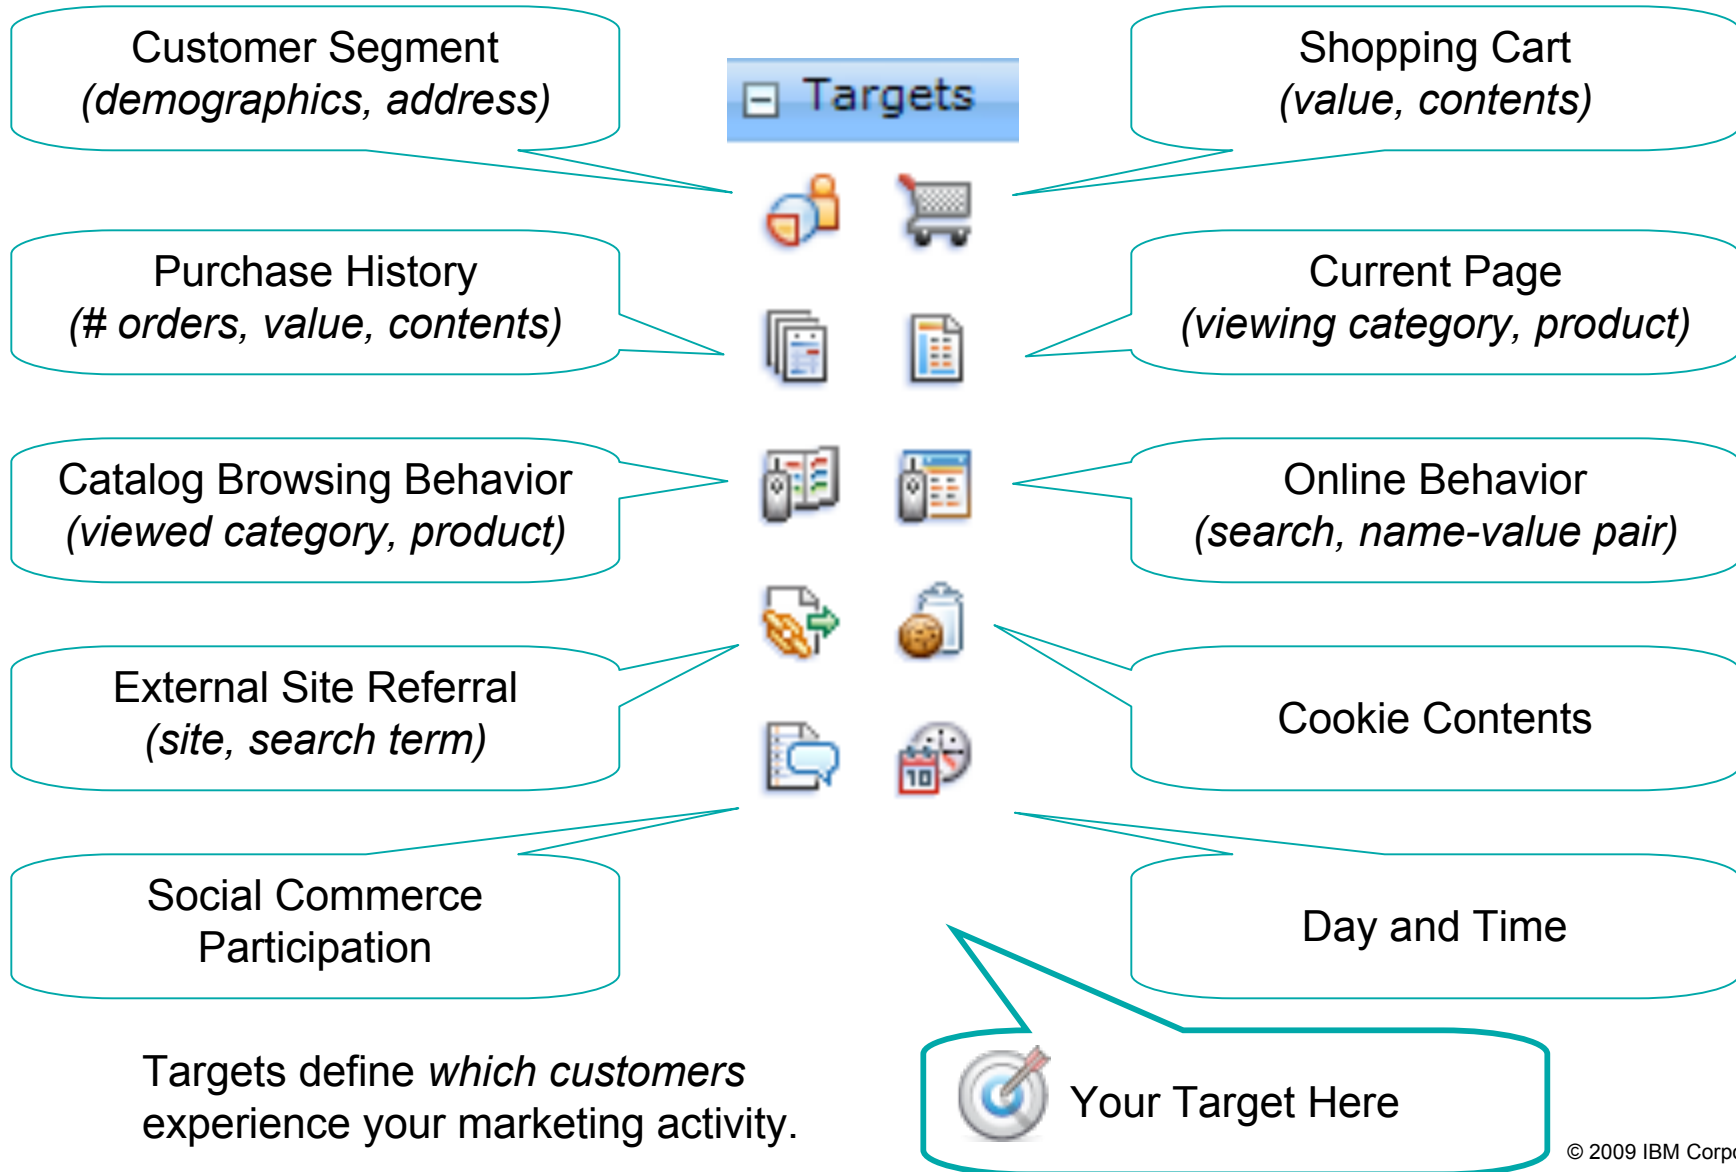 Customer Segment
(demographics, address)
Targets
Shopping Cart
(value, contents)
Purchase History
(# orders, value, contents)
Current Page
(viewing category, product)
Catalog Browsing Behavior
(viewed category, product)
Online Behavior
(search, name-value pair)
External Site Referral
(site, search term)
Cookie Contents
10
Social Commerce
Participation
Day and Time
Targets define which customers
experience your marketing activity.
Your Target Here
© 2009 IBM Corp